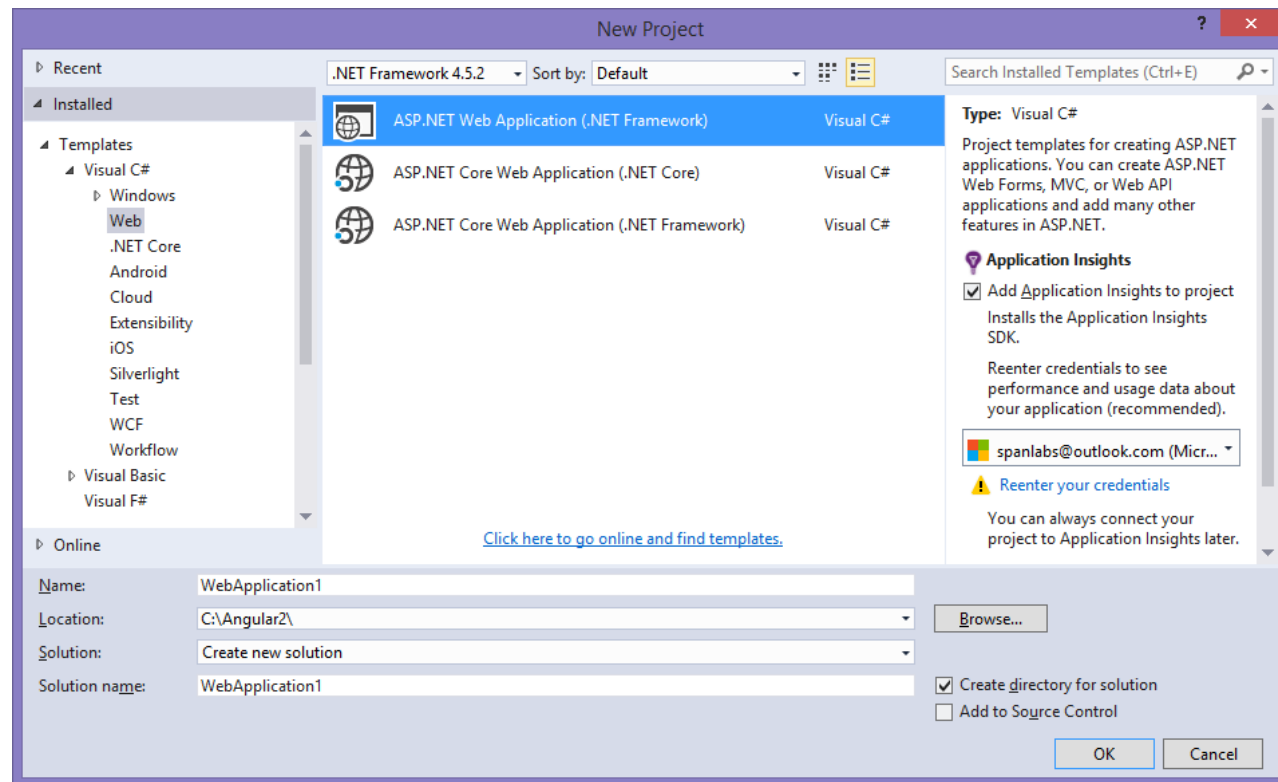 New Project
?
Recent
Installed
Templates
Visual C#
Windows
Web
.NET Core
Android
Cloud
Extensibility
iOS
Silverlight
Test
WCF
Workflow
Visual Basic
Visual F#
Online
.NET Framework 4.5.2
Sort by: Default
ASP.NET Web Application (.NET Framework) Visual C#
ASP.NET Core Web Application (.NET Core) Visual C#
ASP.NET Core Web Application (.NET Framework) Visual C#
Click here to go online and find templates.
Search Installed Templates (Ctrl+E)
Type: Visual C#
Project templates for creating ASP.NET
applications. You can create ASP.NET
Web Forms, MVC, or Web API
applications and add many other
features in ASP.NET.
Application Insights
Add Application Insights to project
Installs the Application Insights
SDK.
Reenter credentials to see
performance and usage data about
your application (recommended).
spanlabs@outlook.com (Micr...
Reenter your credentials
You can always connect your
project to Application Insights later.
Name: WebApplication1
Location: C:\Angular2\
Browse...
Solution: Create new solution
Solution name: WebApplication1
Create directory for solution
Add to Source Control
OK
Cancel